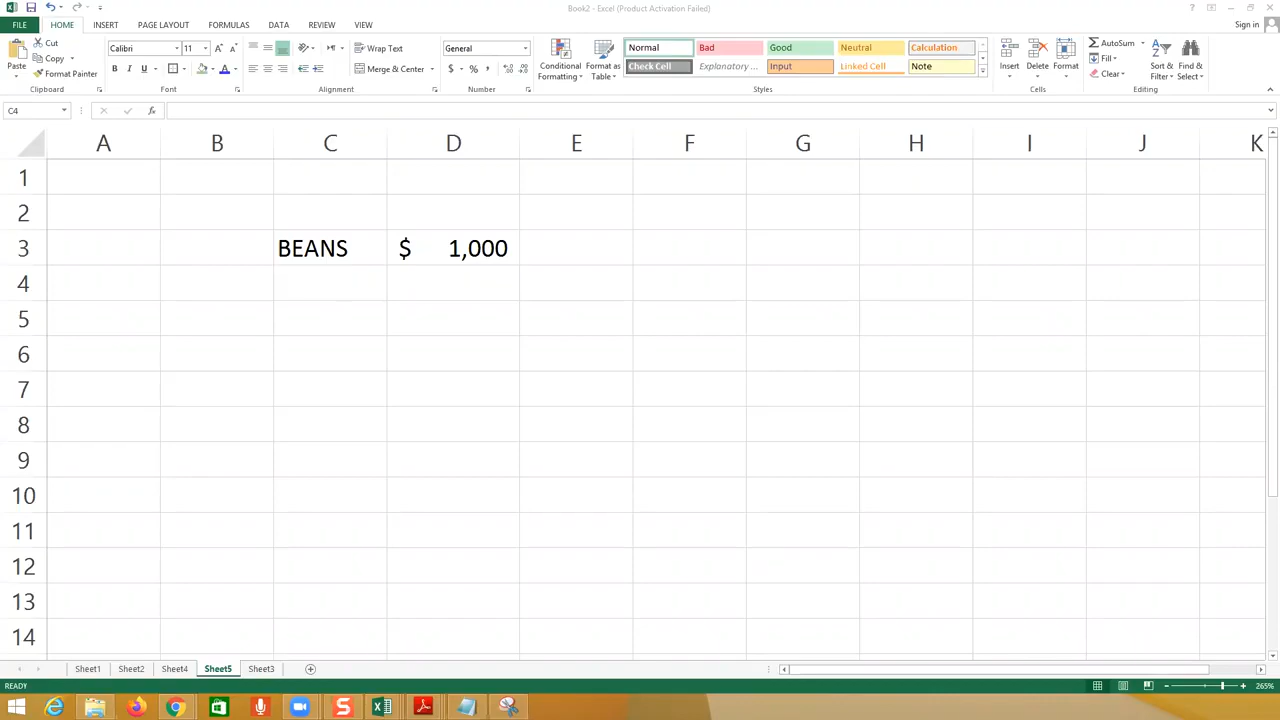 Book2 - Excel (Product Activation Failed)
FILE HOME INSERT PAGE LAYOUT FORMULAS DATA REVIEW VIEW Sign in
Paste Cut Copy Format Painter Clipboard
Calibri 11 B I U A Font
Wrap Text Merge & Center Alignment
General $ % , Number
Conditional Formatting Format as Table
Normal Bad Good Neutral Calculation
Check Cell Explanatory ... Input Linked Cell Note
Styles
Insert Delete Format Cells
AutoSum Fill Clear Sort & Filter Find & Select Editing
C4 fx
A B C D E F G H I J K
1
2
3 BEANS $ 1,000
4
5
6
7
8
9
10
11
12
13
14
Sheet1 Sheet2 Sheet4 Sheet5 Sheet3
READY 265%